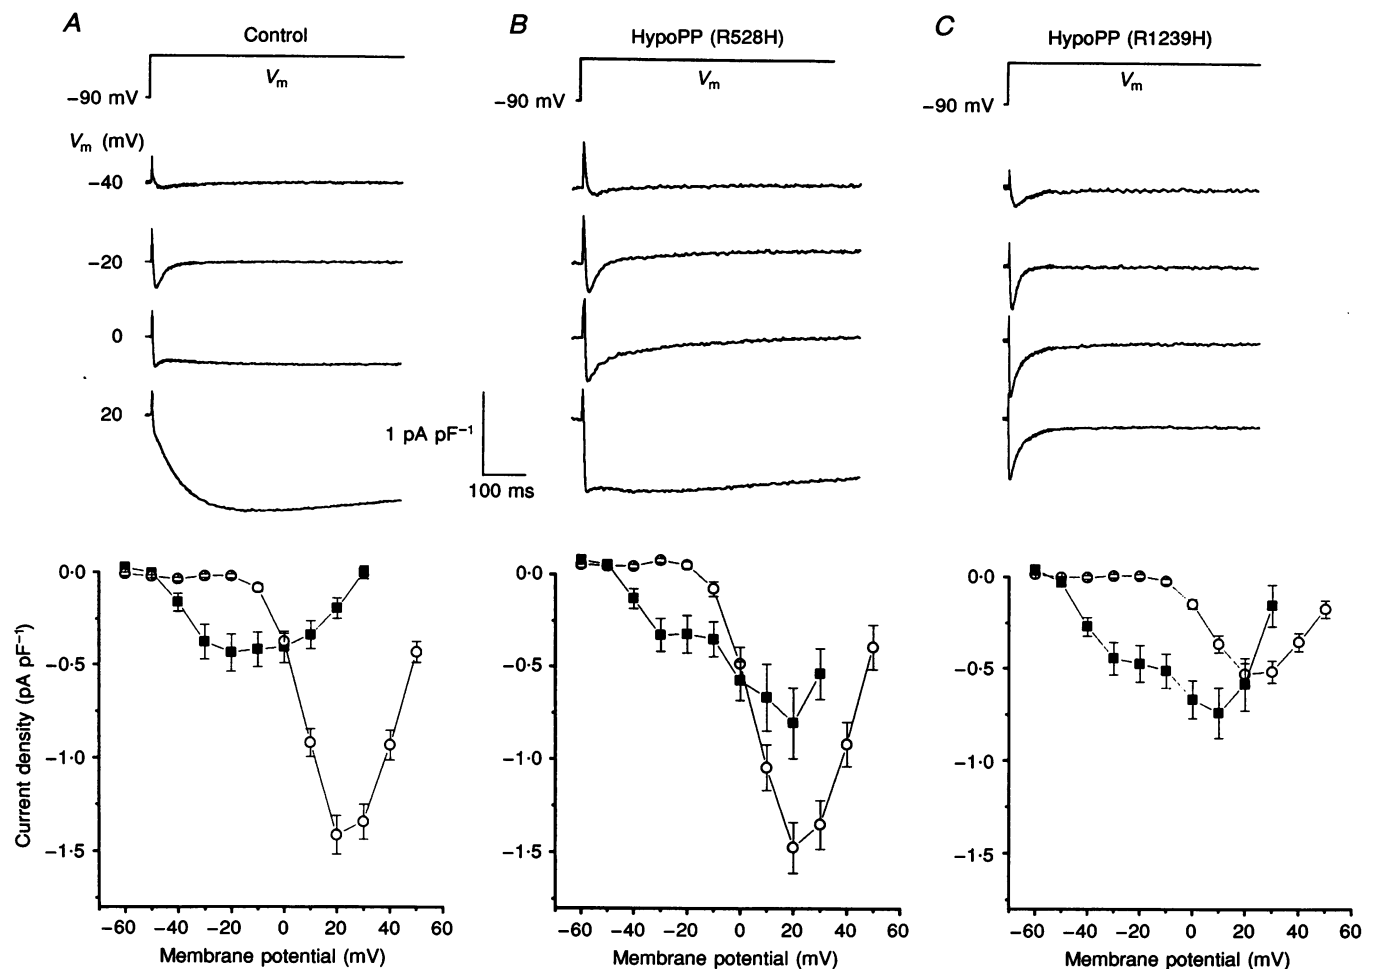 A
Control
Vm
−90 mV
Vm (mV)
−40
−20
0
20
1 pA pF−1
100 ms
B
HypoPP (R528H)
Vm
−90 mV
C
HypoPP (R1239H)
Vm
−90 mV
Current density (pA pF−1)
0·0
−0·5
−1·0
−1·5
−60 −40 −20 0 20 40 60
Membrane potential (mV)
0·0
−0·5
−1·0
−1·5
−60 −40 −20 0 20 40 60
Membrane potential (mV)
0·0
−0·5
−1·0
−1·5
−60 −40 −20 0 20 40 60
Membrane potential (mV)